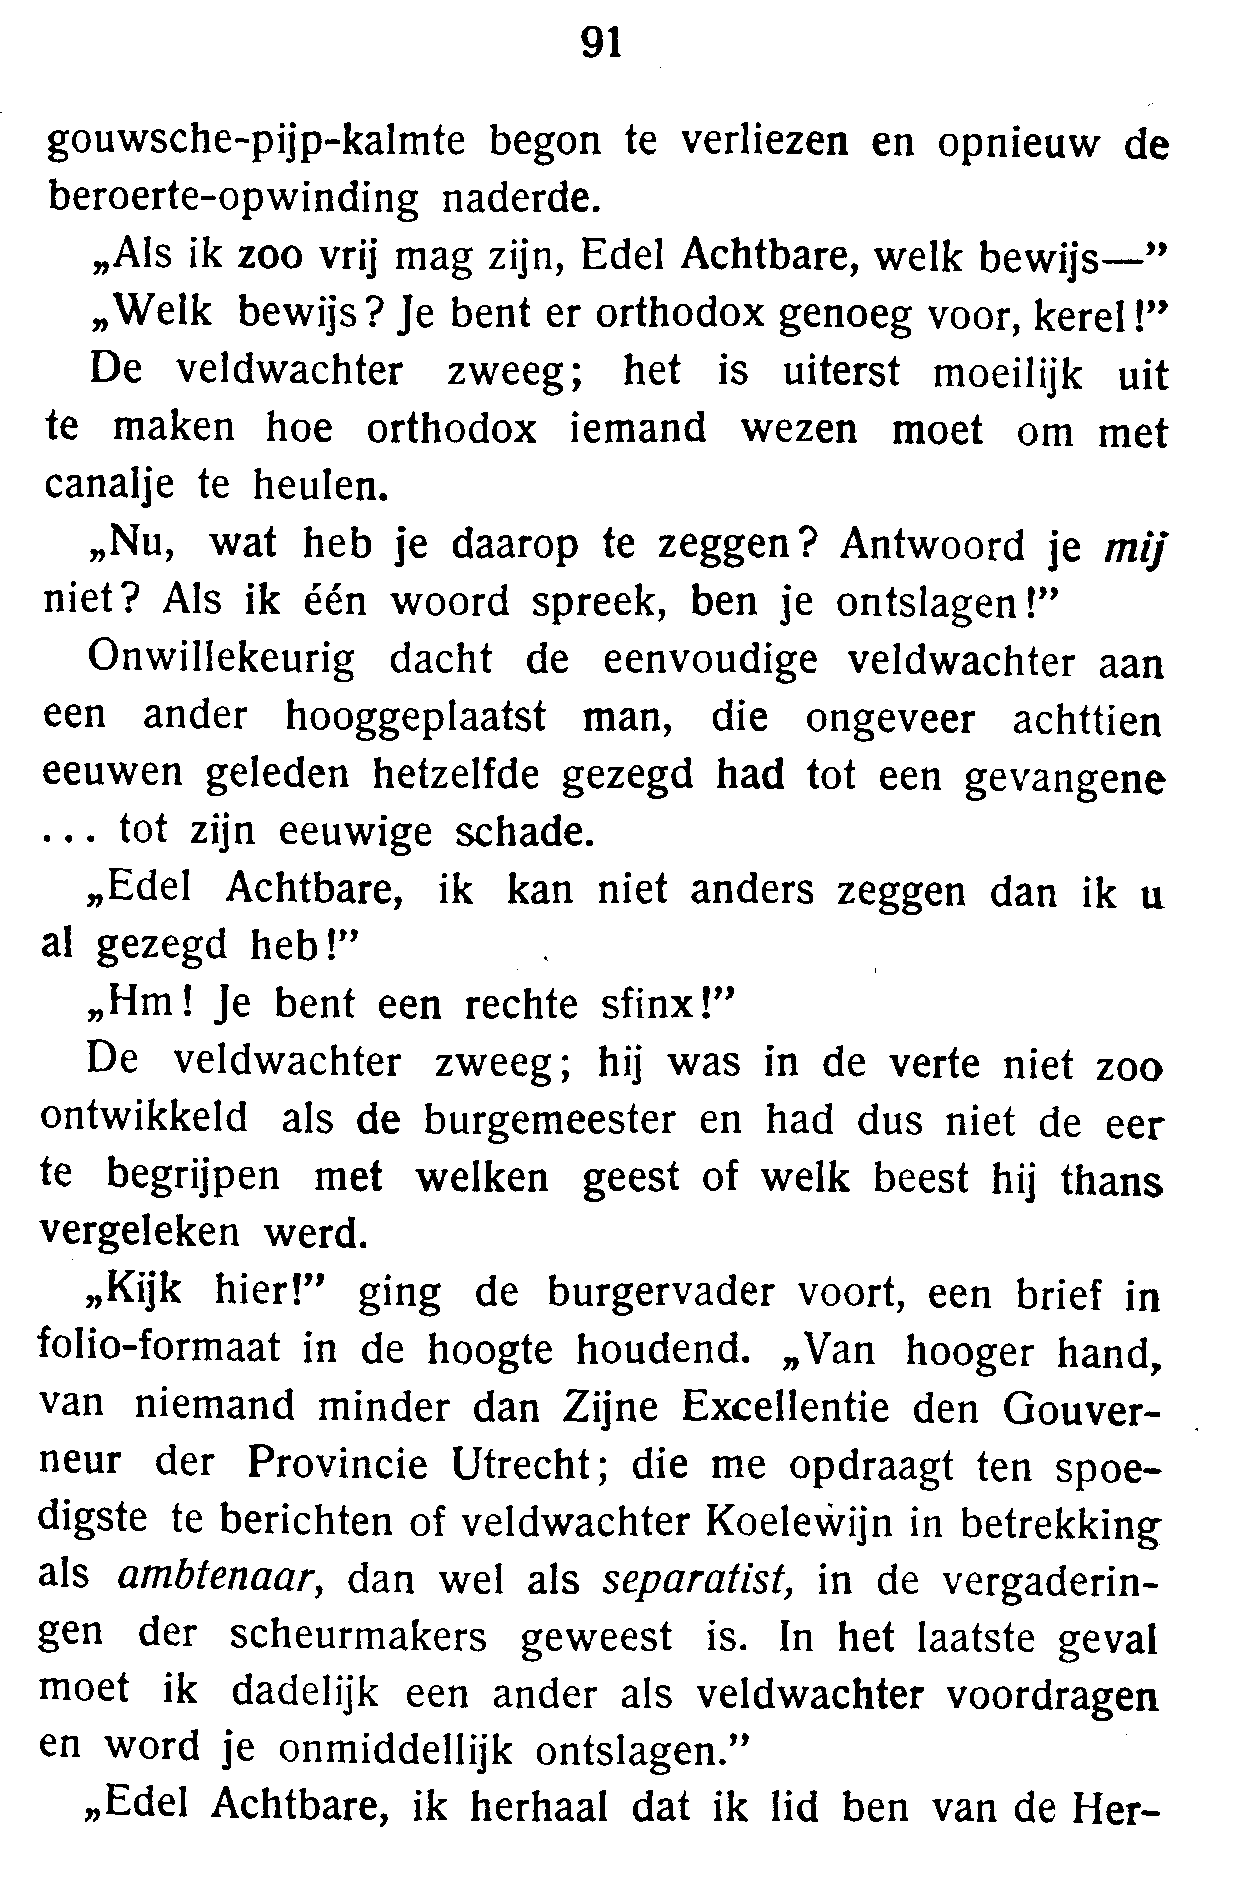 91
gouwsche-pijp-kalmte begon te verliezen en opnieuw de
beroerte-opwinding naderde.
„Als ik zoo vrij mag zijn, Edel Achtbare, welk bewijs—”
„Welk bewijs? Je bent er orthodox genoeg voor, kerel!”
De veldwachter zweeg; het is uiterst moeilijk uit
te maken hoe orthodox iemand wezen moet om met
canalje te heulen.
„Nu, wat heb je daarop te zeggen? Antwoord je mij
niet? Als ik één woord spreek, ben je ontslagen!”
Onwillekeurig dacht de eenvoudige veldwachter aan
een ander hooggeplaatst man, die ongeveer achttien
eeuwen geleden hetzelfde gezegd had tot een gevangene
... tot zijn eeuwige schade.
„Edel Achtbare, ik kan niet anders zeggen dan ik u
al gezegd heb!”
„Hm! Je bent een rechte sfinx!”
De veldwachter zweeg; hij was in de verte niet zoo
ontwikkeld als de burgemeester en had dus niet de eer
te begrijpen met welken geest of welk beest hij thans
vergeleken werd.
„Kijk hier!” ging de burgervader voort, een brief in
folio-formaat in de hoogte houdend. „Van hooger hand,
van niemand minder dan Zijne Excellentie den Gouver-
neur der Provincie Utrecht; die me opdraagt ten spoe-
digste te berichten of veldwachter Koelewijn in betrekking
als ambtenaar, dan wel als separatist, in de vergaderin-
gen der scheurmakers geweest is. In het laatste geval
moet ik dadelijk een ander als veldwachter voordragen
en word je onmiddellijk ontslagen.”
„Edel Achtbare, ik herhaal dat ik lid ben van de Her-